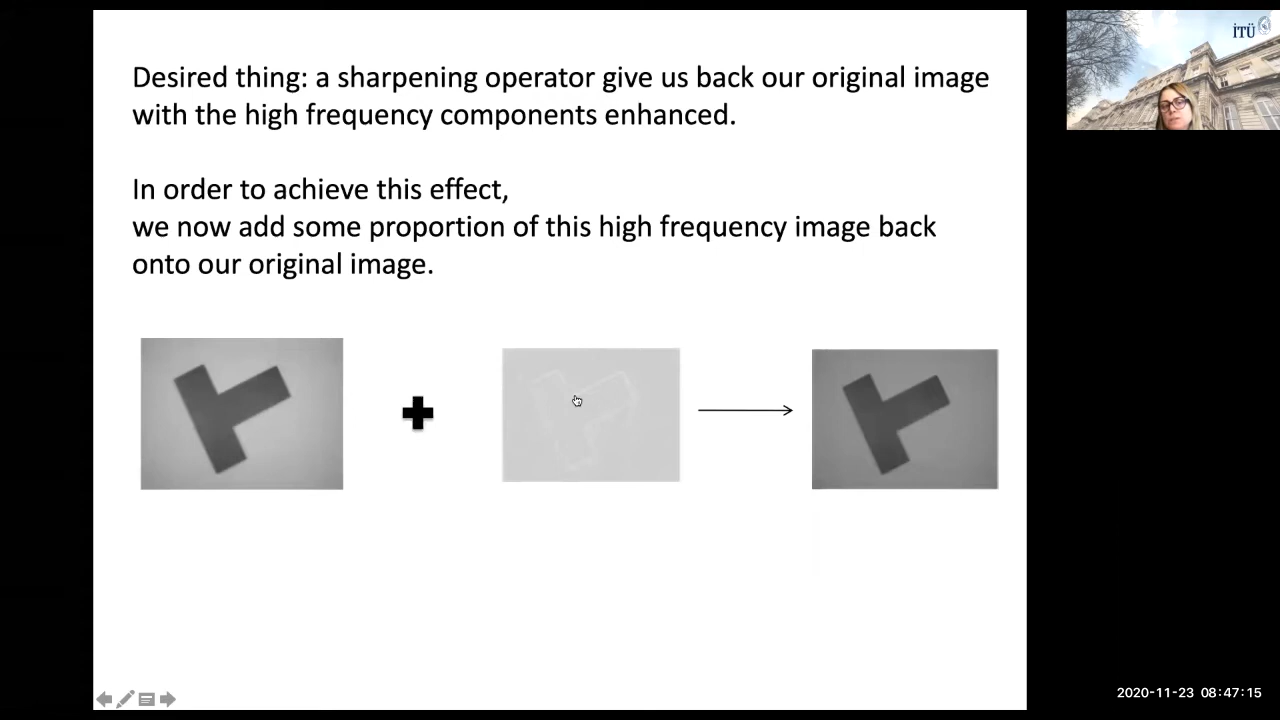 Desired thing: a sharpening operator give us back our original image
with the high frequency components enhanced.
In order to achieve this effect,
we now add some proportion of this high frequency image back
onto our original image.
İTÜ
2020-11-23 08:47:15